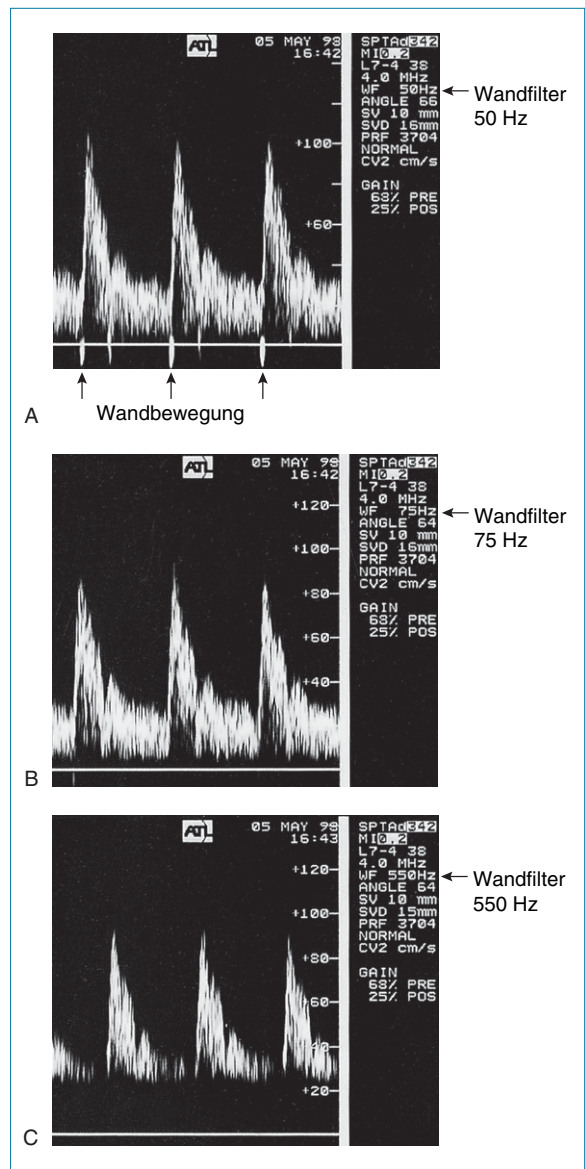 ATL 05 MAY 98
16:42
SPTAd342
MI0.2
L7-4 38
4.0 MHz
WF 50Hz
ANGLE 66
SV 10 mm
SVD 16mm
PRF 3704
NORMAL
CV2 cm/s
GAIN
68% PRE
25% POS
+100
+60
Wandfilter
50 Hz
Wandbewegung
A
ATL 05 MAY 98
16:42
SPTAd342
MI0.2
L7-4 38
4.0 MHz
WF 75Hz
ANGLE 64
SV 10 mm
SVD 16mm
PRF 3704
NORMAL
CV2 cm/s
GAIN
68% PRE
25% POS
+120
+100
+80
+60
+40
Wandfilter
75 Hz
B
ATL 05 MAY 98
16:43
SPTAd342
MI0.2
L7-4 38
4.0 MHz
WF 550Hz
ANGLE 64
SV 10 mm
SVD 15mm
PRF 3704
NORMAL
CV2 cm/s
GAIN
68% PRE
25% POS
+120
+100
+80
+60
+40
+20
Wandfilter
550 Hz
C